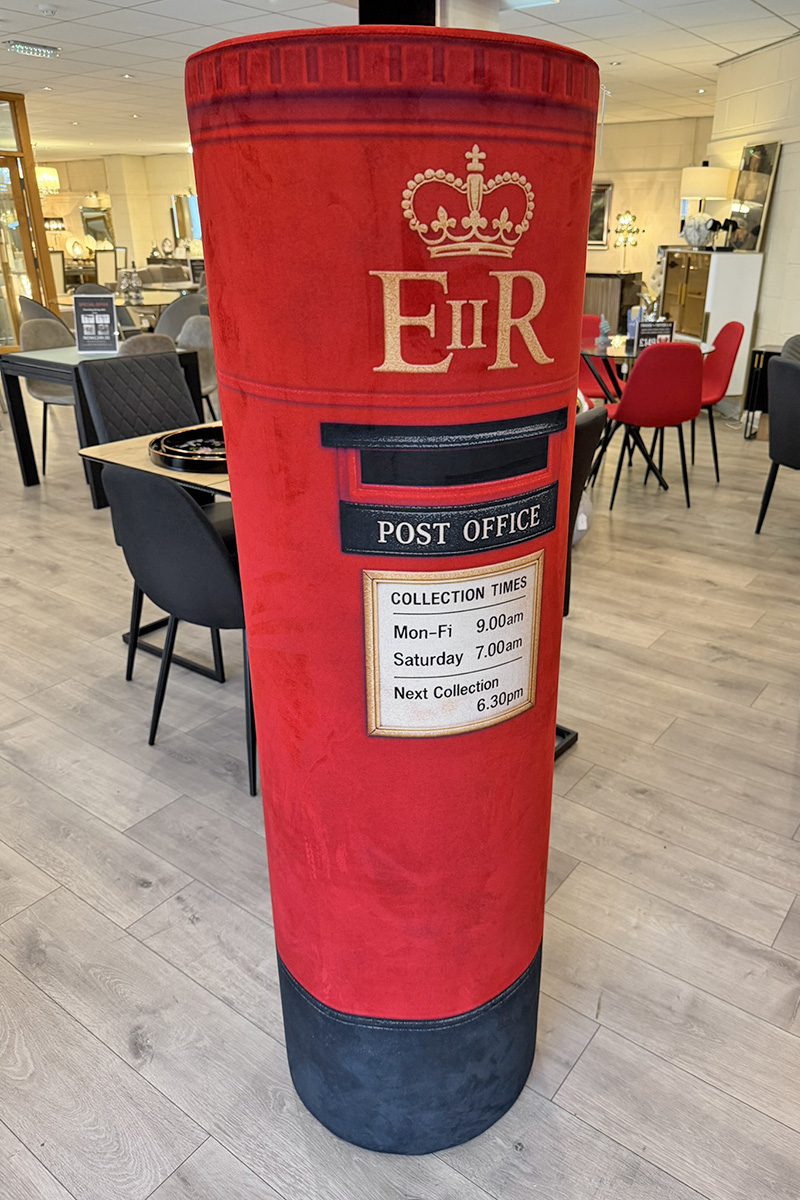 EIIR
POST OFFICE
COLLECTION TIMES
Mon-Fi 9.00am
Saturday 7.00am
Next Collection
6.30pm